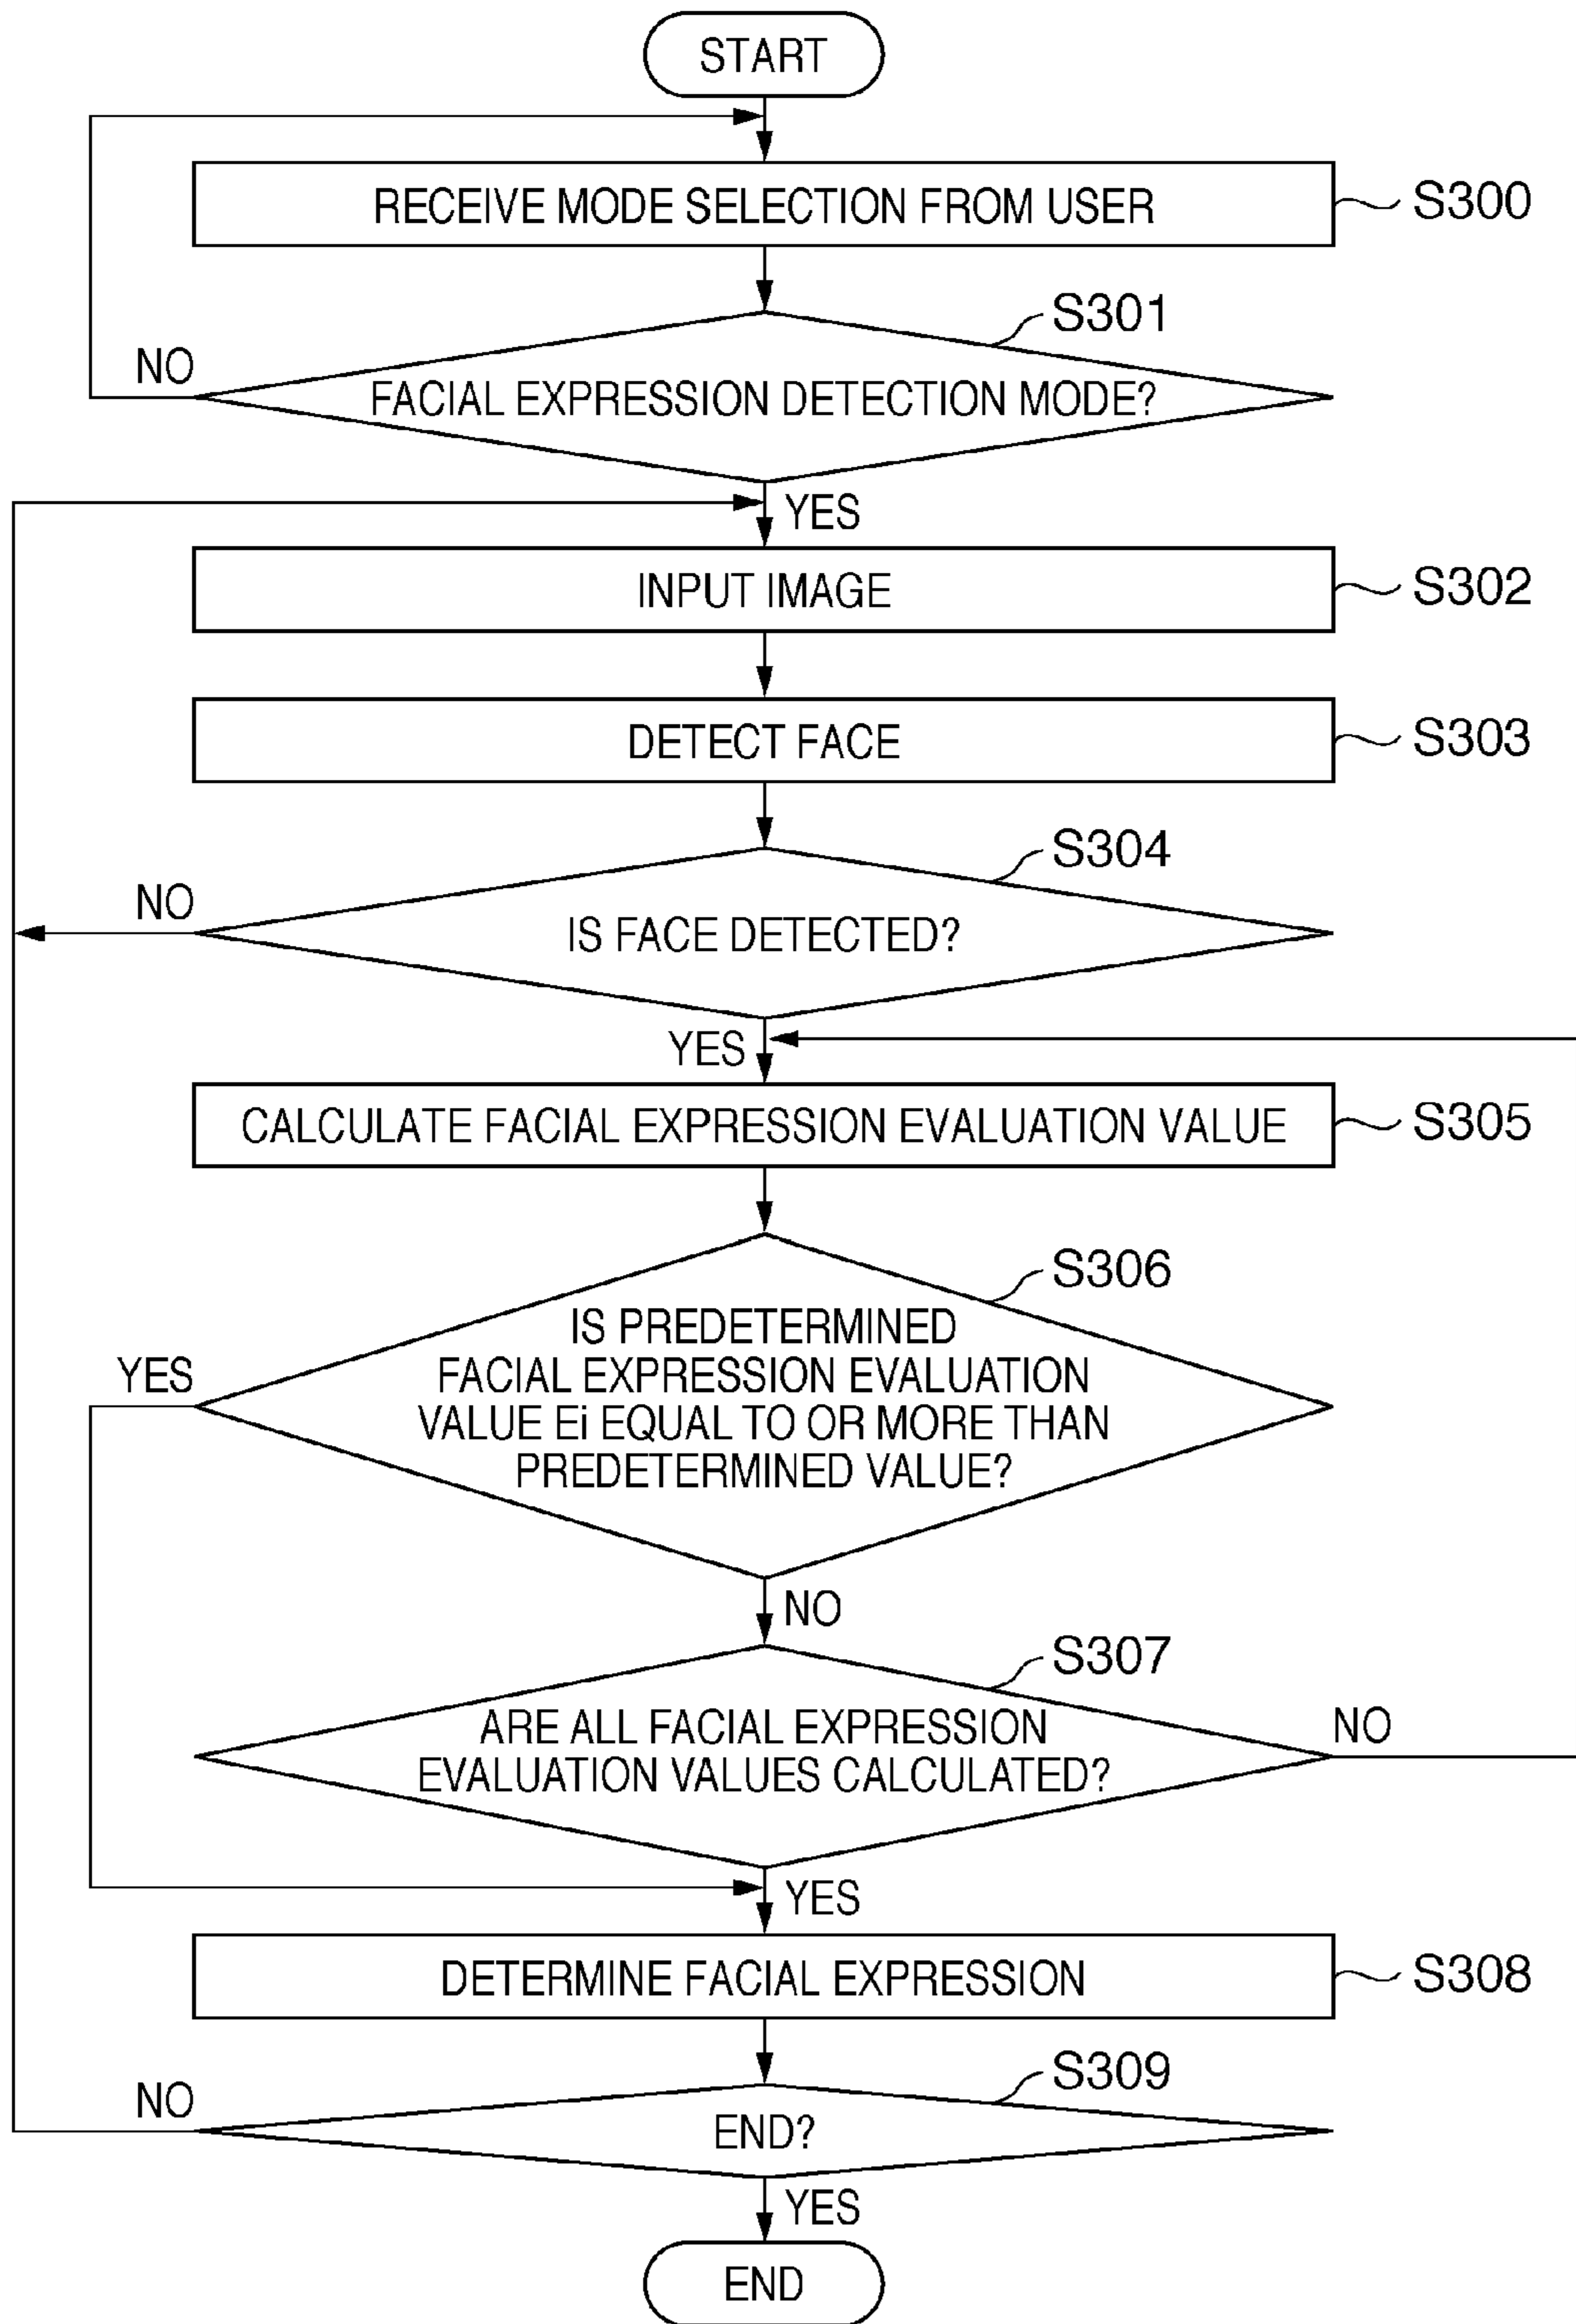 START
RECEIVE MODE SELECTION FROM USER
S300
S301
NO
FACIAL EXPRESSION DETECTION MODE?
YES
INPUT IMAGE
S302
DETECT FACE
S303
S304
NO
IS FACE DETECTED?
YES
CALCULATE FACIAL EXPRESSION EVALUATION VALUE
S305
S306
IS PREDETERMINED
YES
FACIAL EXPRESSION EVALUATION
VALUE Ei EQUAL TO OR MORE THAN
PREDETERMINED VALUE?
NO
S307
ARE ALL FACIAL EXPRESSION
NO
EVALUATION VALUES CALCULATED?
YES
DETERMINE FACIAL EXPRESSION
S308
S309
NO
END?
YES
END